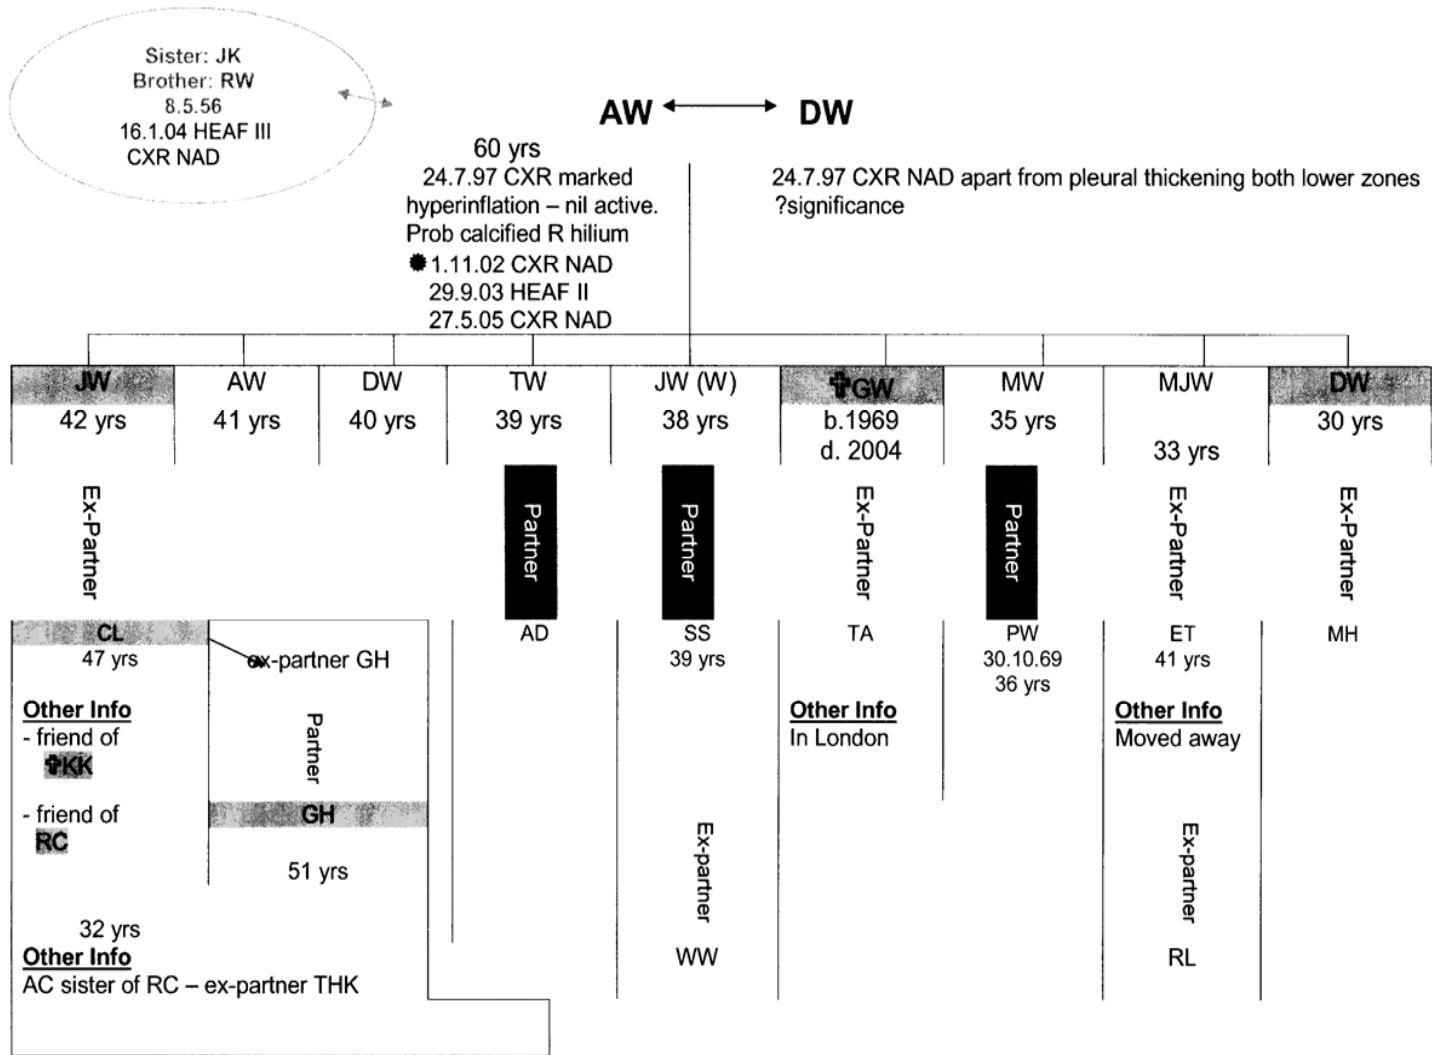 Sister: JK
Brother: RW
8.5.56
16.1.04 HEAF III
CXR NAD
AW DW
60 yrs
24.7.97 CXR marked
hyperinflation – nil active.
Prob calcified R hilium
1.11.02 CXR NAD
29.9.03 HEAF II
27.5.05 CXR NAD
24.7.97 CXR NAD apart from pleural thickening both lower zones
?significance
JW AW DW TW JW (W) ✞GW MW MJW DW
42 yrs 41 yrs 40 yrs 39 yrs 38 yrs b.1969 35 yrs 30 yrs
d. 2004 33 yrs
Ex-Partner Partner Partner Ex-Partner Partner Ex-Partner Ex-Partner
CL AD SS TA PW ET MH
47 yrs ex-partner GH 39 yrs 30.10.69 41 yrs
36 yrs
Other Info Other Info Other Info
- friend of In London Moved away
✞KK
Partner
- friend of GH
RC
51 yrs
Ex-partner Ex-partner
32 yrs
Other Info WW RL
AC sister of RC – ex-partner THK